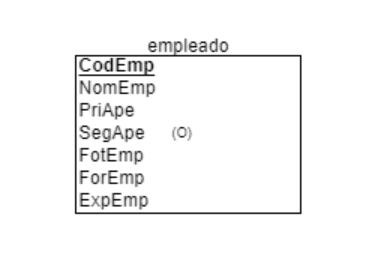 empleado
CodEmp
NomEmp
PriApe
SegApe (O)
FotEmp
ForEmp
ExpEmp